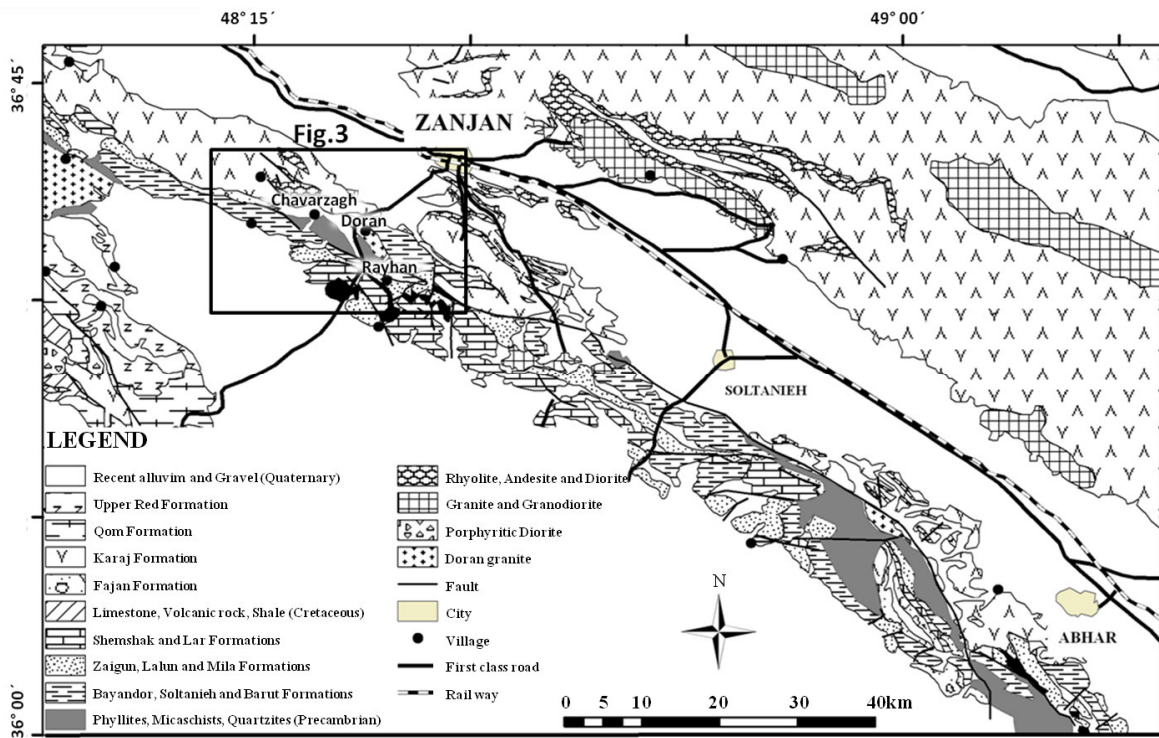 48° 15´
49° 00´
36° 45´
ZANJAN
Fig.3
Chavarzagh
Doran
Rayhan
SOLTANIEH
ABHAR
36° 00´
LEGEND
Recent alluvim and Gravel (Quaternary)
Upper Red Formation
Qom Formation
Karaj Formation
Fajan Formation
Limestone, Volcanic rock, Shale (Cretaceous)
Shemshak and Lar Formations
Zaigun, Lalun and Mila Formations
Bayandor, Soltanieh and Barut Formations
Phyllites, Micaschists, Quartzites (Precambrian)
Rhyolite, Andesite and Diorite
Granite and Granodiorite
Porphyritic Diorite
Doran granite
Fault
City
Village
First class road
Rail way
N
0 5 10 20 30 40km